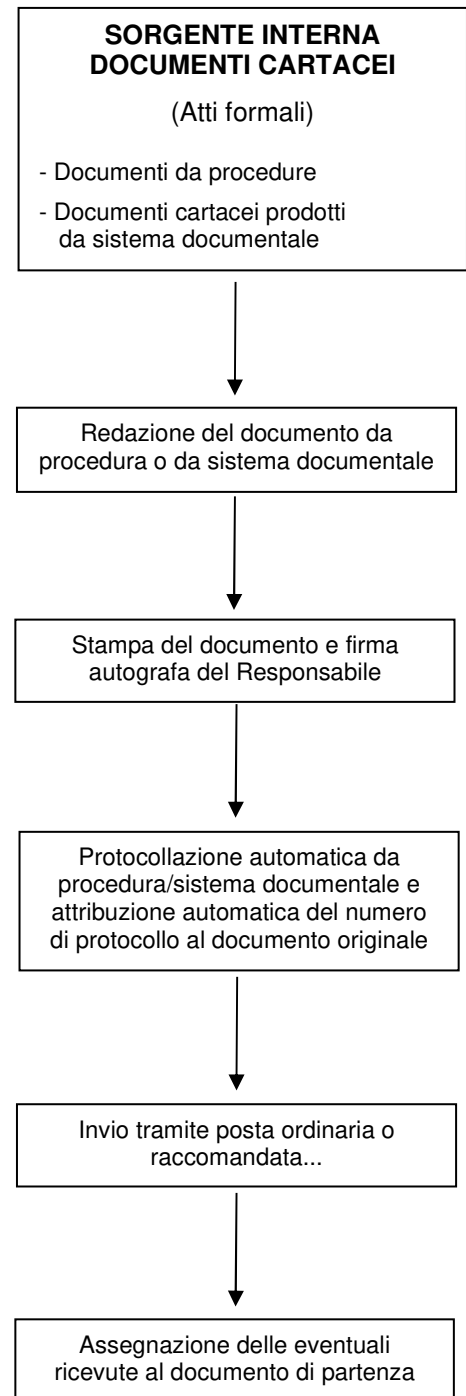 SORGENTE INTERNA
DOCUMENTI CARTACEI
(Atti formali)
- Documenti da procedure
- Documenti cartacei prodotti
da sistema documentale
Redazione del documento da
procedura o da sistema documentale
Stampa del documento e firma
autografa del Responsabile
Protocollazione automatica da
procedura/sistema documentale e
attribuzione automatica del numero
di protocollo al documento originale
Invio tramite posta ordinaria o
raccomandata...
Assegnazione delle eventuali
ricevute al documento di partenza